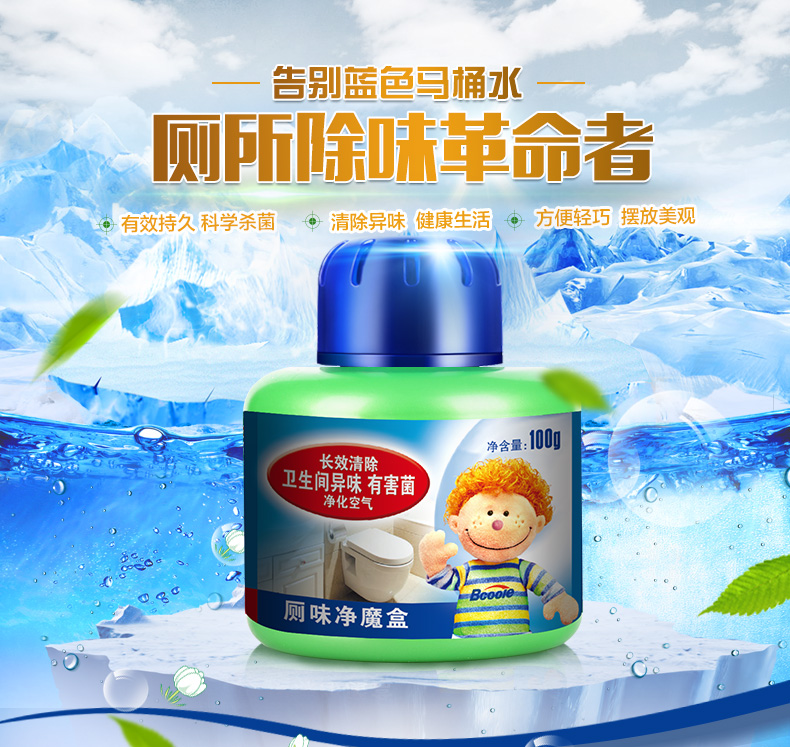 告别蓝色马桶水
厕所除味革命者
有效持久 科学杀菌 清除异味 健康生活 方便轻巧 摆放美观
净含量：100g
长效清除
卫生间异味 有害菌
净化空气
Bcoole
厕味净魔盒